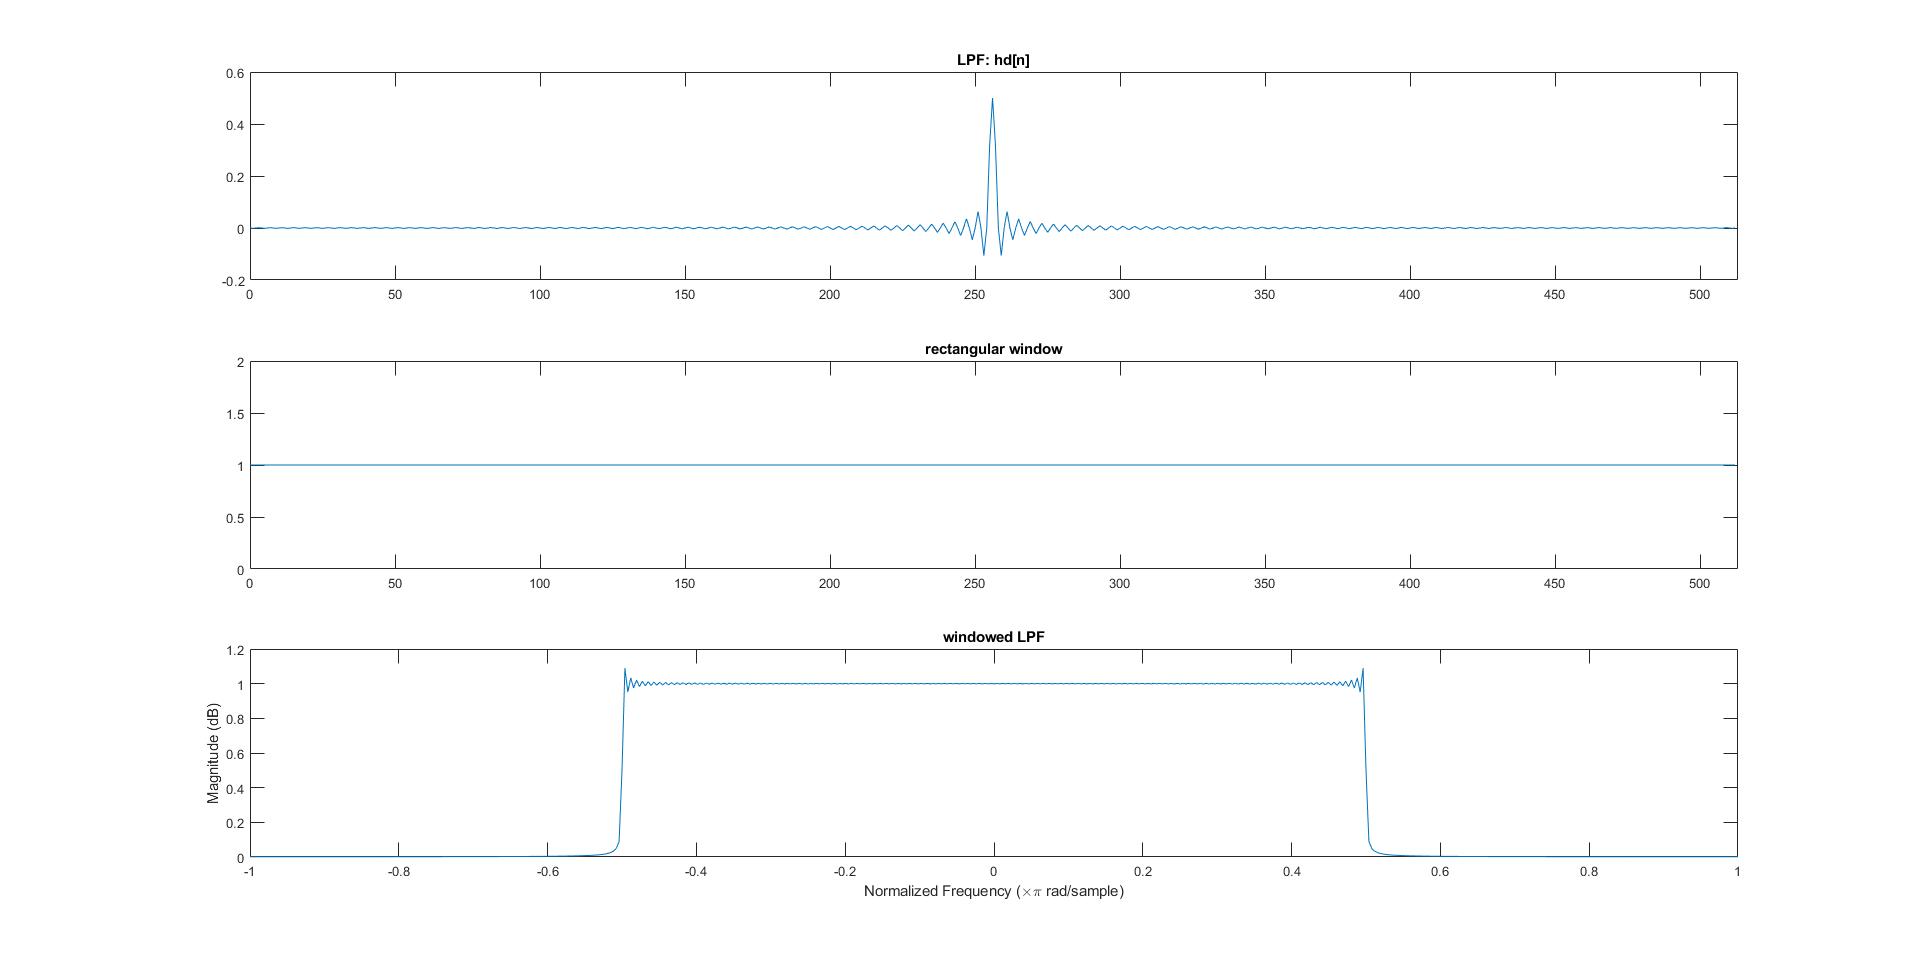 LPF: hd[n]
0.6
0.4
0.2
0
-0.2
0 50 100 150 200 250 300 350 400 450 500
rectangular window
2
1.5
1
0.5
0
0 50 100 150 200 250 300 350 400 450 500
windowed LPF
1.2
1
0.8
0.6
0.4
0.2
0
Magnitude (dB)
-1 -0.8 -0.6 -0.4 -0.2 0 0.2 0.4 0.6 0.8 1
Normalized Frequency (×π rad/sample)